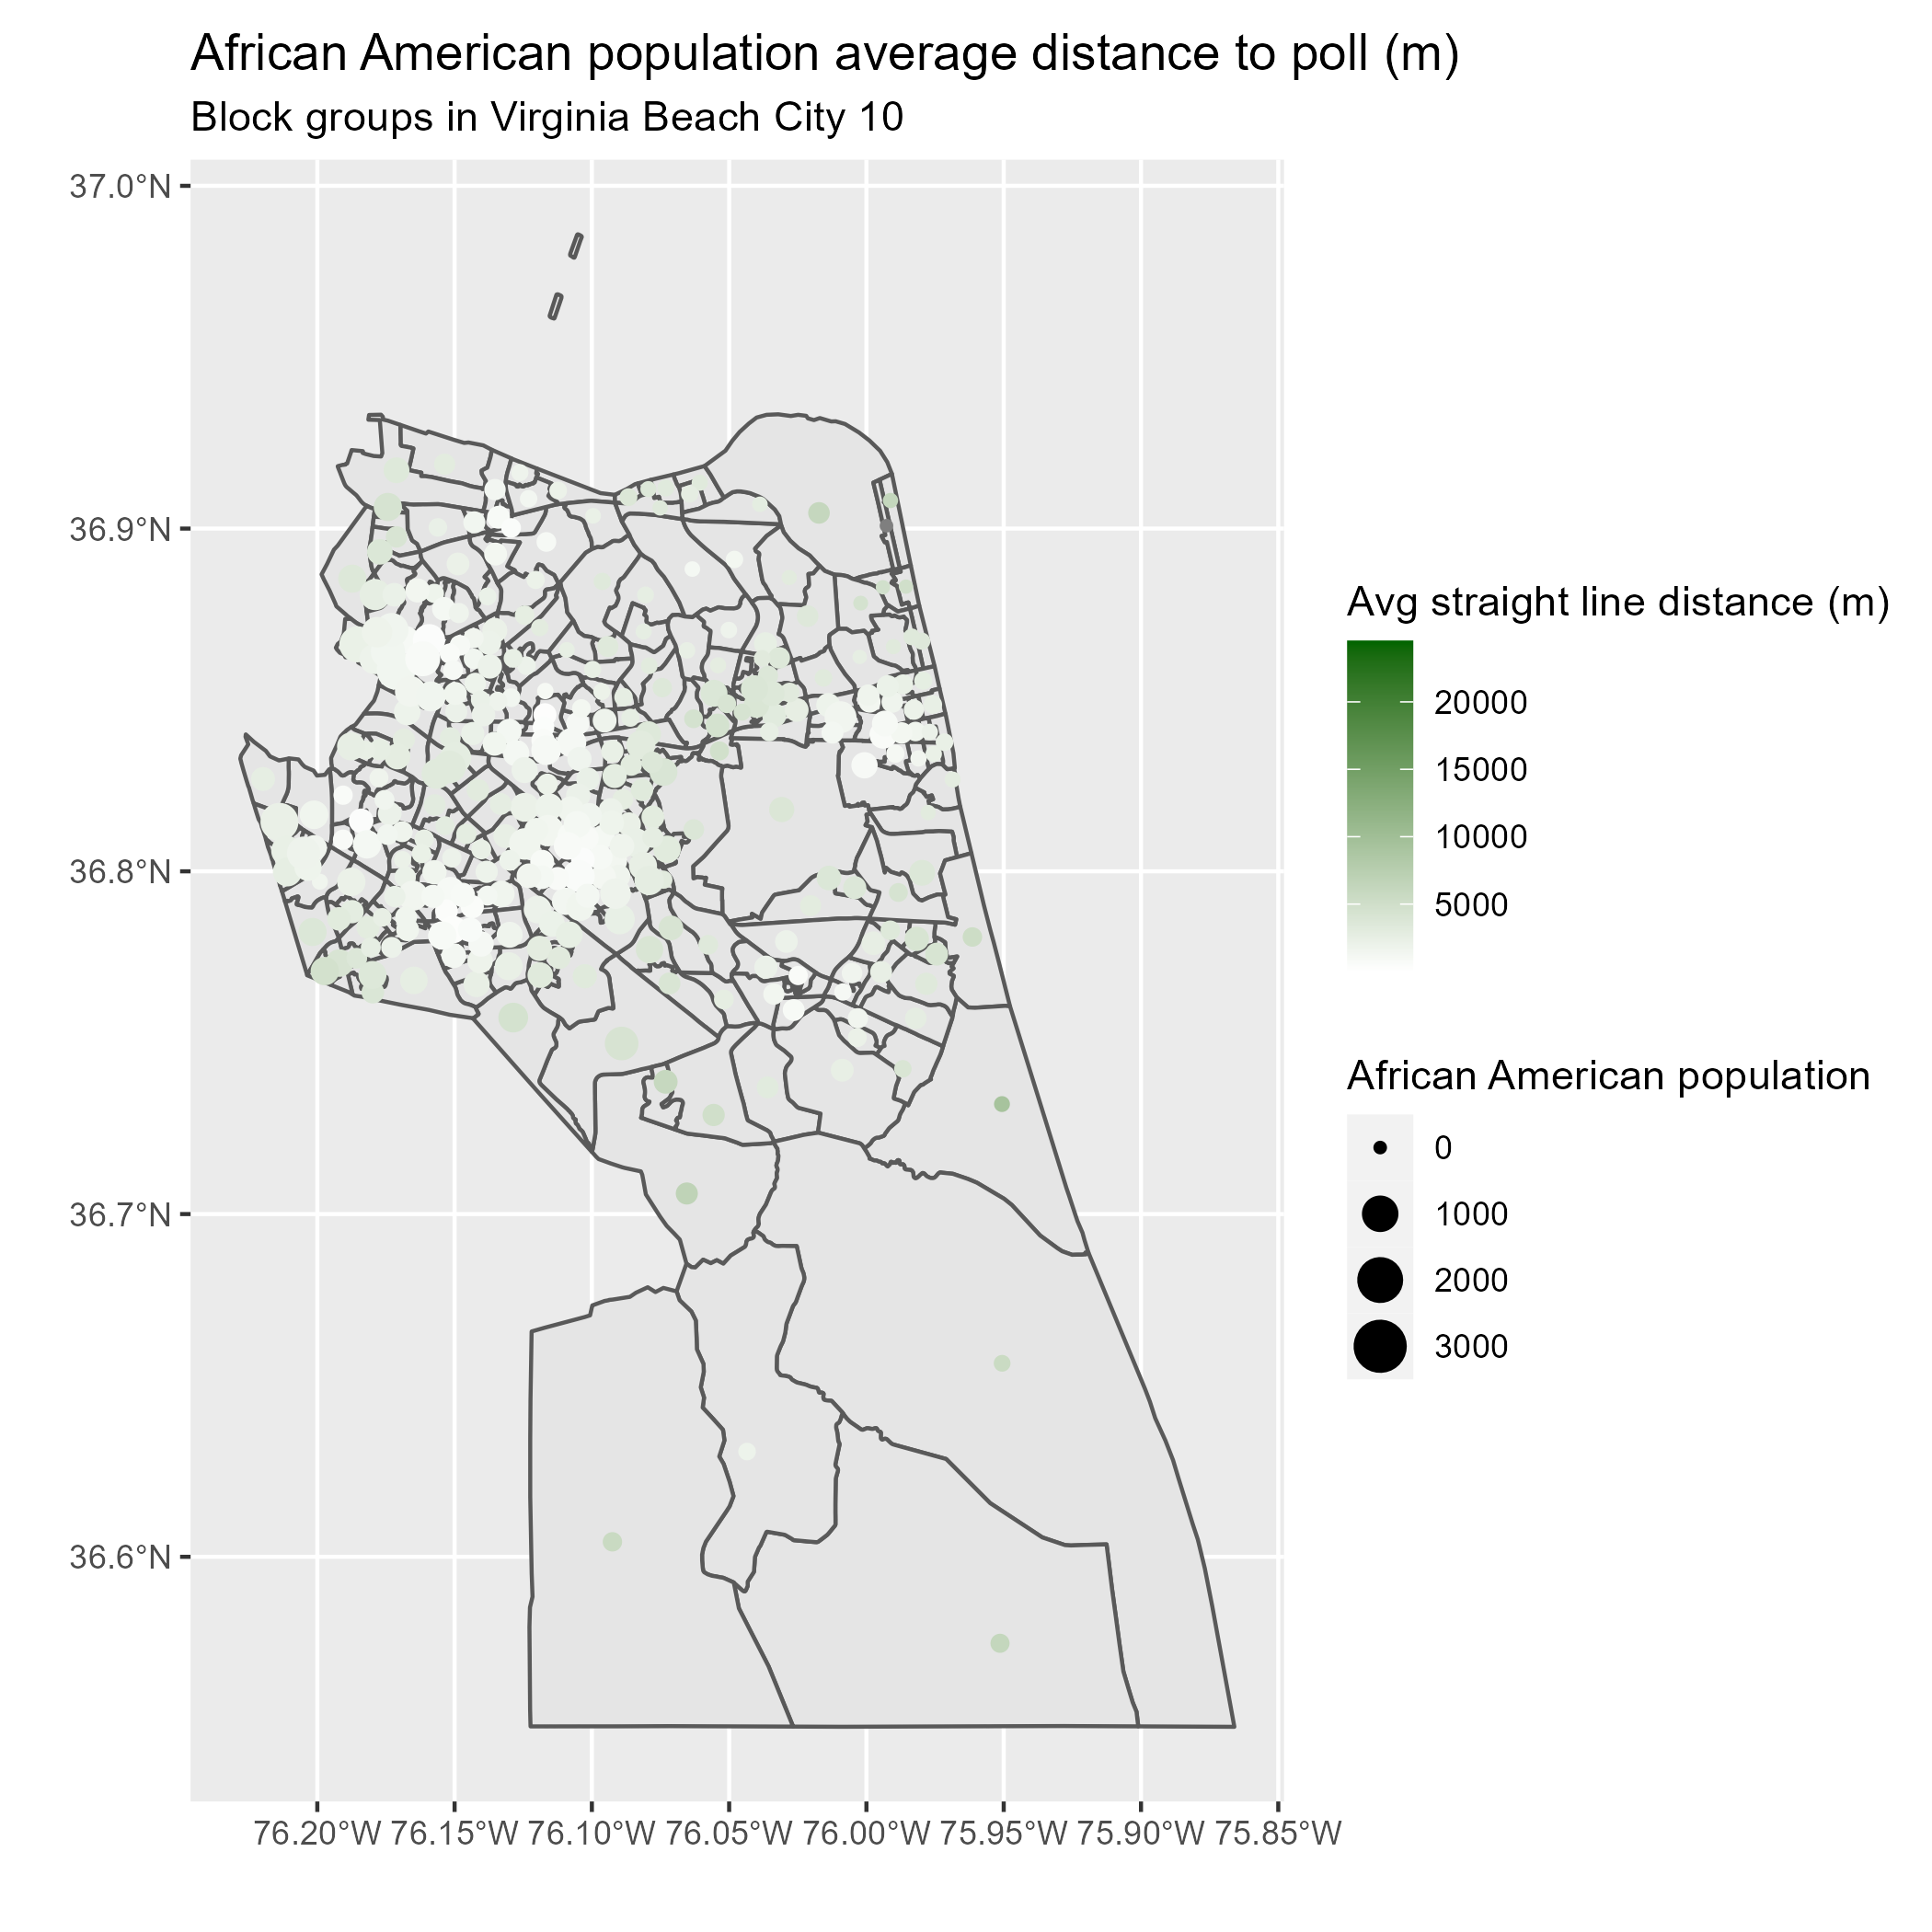 African American population average distance to poll (m)
Block groups in Virginia Beach City 10
37.0°N
36.9°N
36.8°N
36.7°N
36.6°N
76.20°W 76.15°W 76.10°W 76.05°W 76.00°W 75.95°W 75.90°W 75.85°W
Avg straight line distance (m)
20000
15000
10000
5000
African American population
0
1000
2000
3000